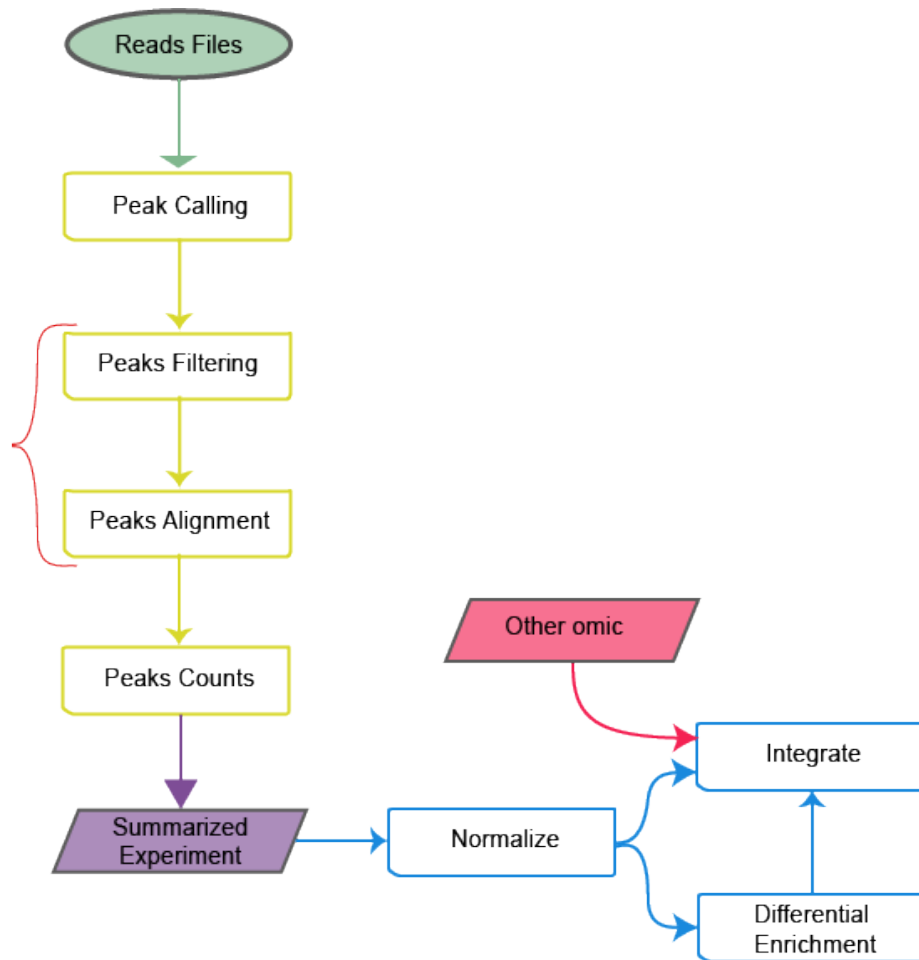 Reads Files
Peak Calling
Peaks Filtering
Peaks Alignment
Peaks Counts
Other omic
Integrate
Summarized
Experiment
Normalize
Differential
Enrichment